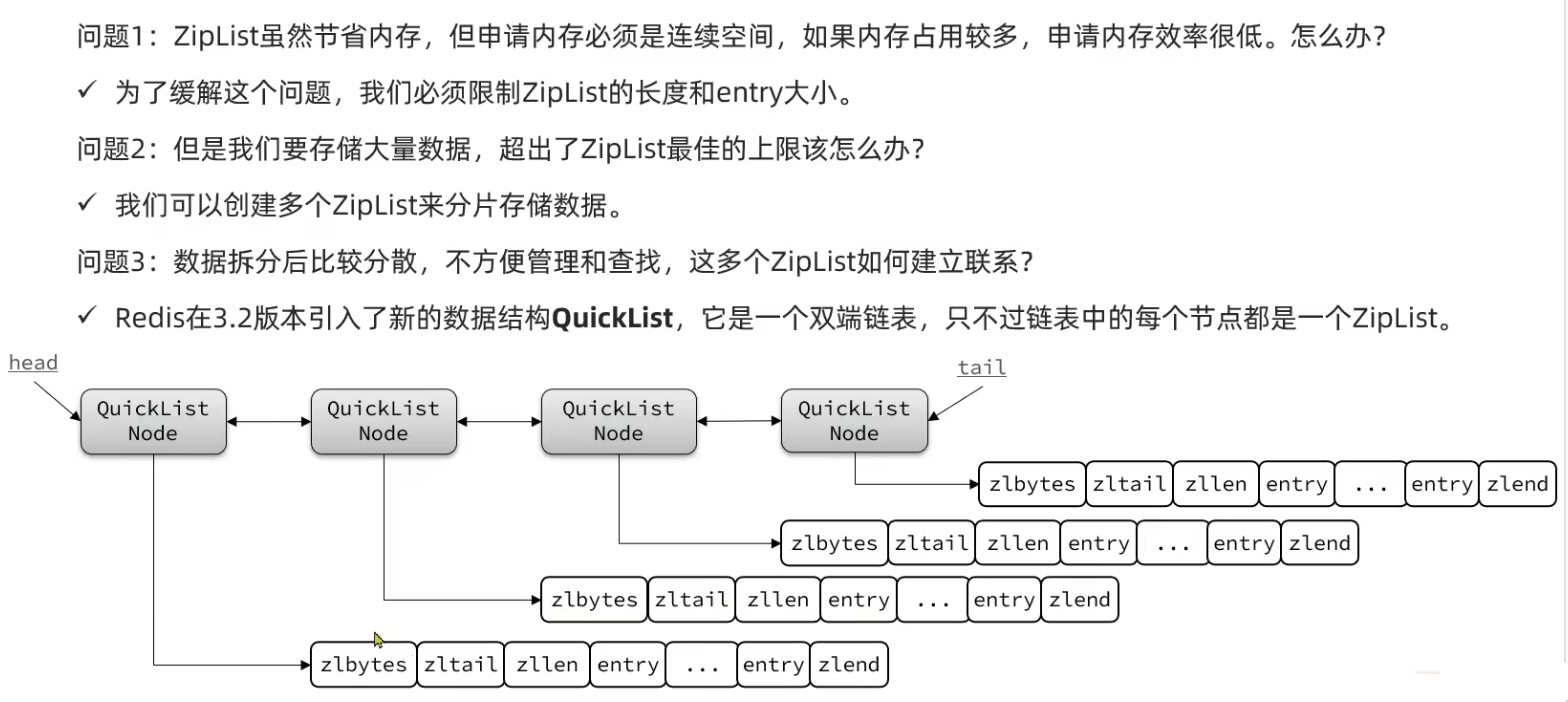 问题1：ZipList虽然节省内存，但申请内存必须是连续空间，如果内存占用较多，申请内存效率很低。怎么办？
✓ 为了缓解这个问题，我们必须限制ZipList的长度和entry大小。
问题2：但是我们要存储大量数据，超出了ZipList最佳的上限该怎么办？
✓ 我们可以创建多个ZipList来分片存储数据。
问题3：数据拆分后比较分散，不方便管理和查找，这多个ZipList如何建立联系？
✓ Redis在3.2版本引入了新的数据结构QuickList，它是一个双端链表，只不过链表中的每个节点都是一个ZipList。
head
tail
QuickList
Node
QuickList
Node
QuickList
Node
QuickList
Node
zlbytes zltail zllen entry ... entry zlend
zlbytes zltail zllen entry ... entry zlend
zlbytes zltail zllen entry ... entry zlend
zlbytes zltail zllen entry ... entry zlend